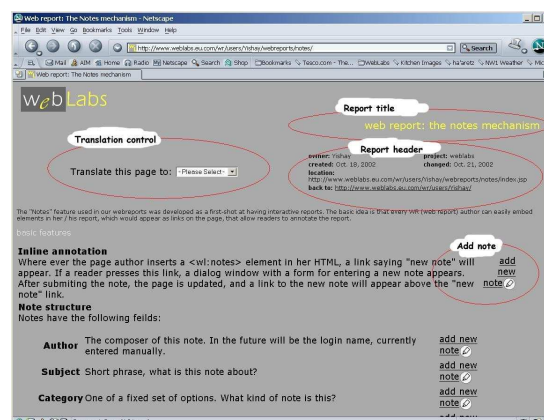 Web report: The Notes mechanism - Netscape
File Edit View Go Bookmarks Tools Window Help
http://www.weblabs.eu.com/wr/users/Yishay/webreports/notes/
Search
Mail AIM Home Radio Netscape Search Shop Bookmarks Tesco.com - The... WebLabs Kitchen Images ha'aretz NW1 Weather
Web report: The Notes mechanism
WebLabs
Report title
web report: the notes mechanism
Translation control
Report header
Translate this page to: - Please Select -
owner: Yishay project: weblabs
created: Oct. 18, 2002 changed: Oct. 21, 2002
location:
http://www.weblabs.eu.com/wr/users/Yishay/webreports/notes/index.jsp
back to: http://www.weblabs.eu.com/wr/users/Yishay/
The "Notes" feature used in our webreports was developed as a first-shot at having interactive reports. The basic idea is that every WR (web report) author can easily embed
elements in her / his report, which would appear as links on the page, that allow readers to annotate the report.
basic features
Add note
Inline annotation
Where ever the page author inserts a <wl:notes> element in her HTML, a link saying "new note" will
appear. If a reader presses this link, a dialog window with a form for entering a new note appears.
After submiting the note, the page is updated, and a link to the new note will appear above the "new
note" link.
add
new
note
Note structure
Notes have the following feilds:
Author The composer of this note. In the future will be the login name, currently
entered manually.
add new
note
Subject Short phrase, what is this note about?
add new
note
Category One of a fixed set of options. What kind of note is this?
add new
note